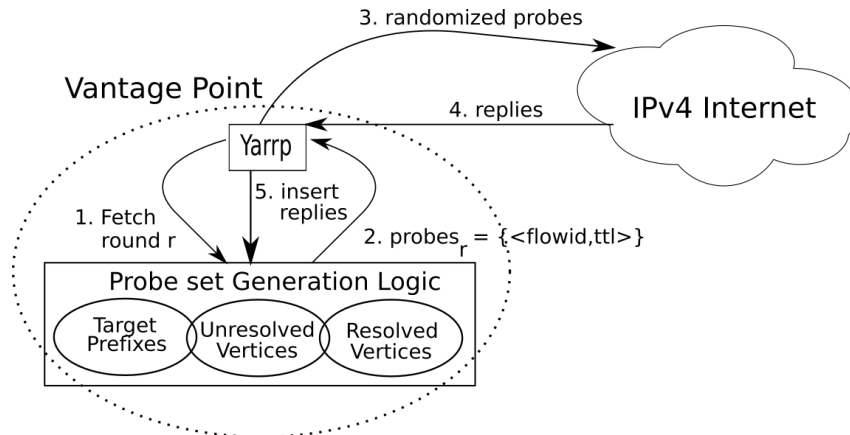 3. randomized probes
Vantage Point
IPv4 Internet
4. replies
Yarrp
5. insert
replies
1. Fetch
round r
2. probes_r = {<flowid,ttl>}
Probe set Generation Logic
Target
Prefixes
Unresolved
Vertices
Resolved
Vertices